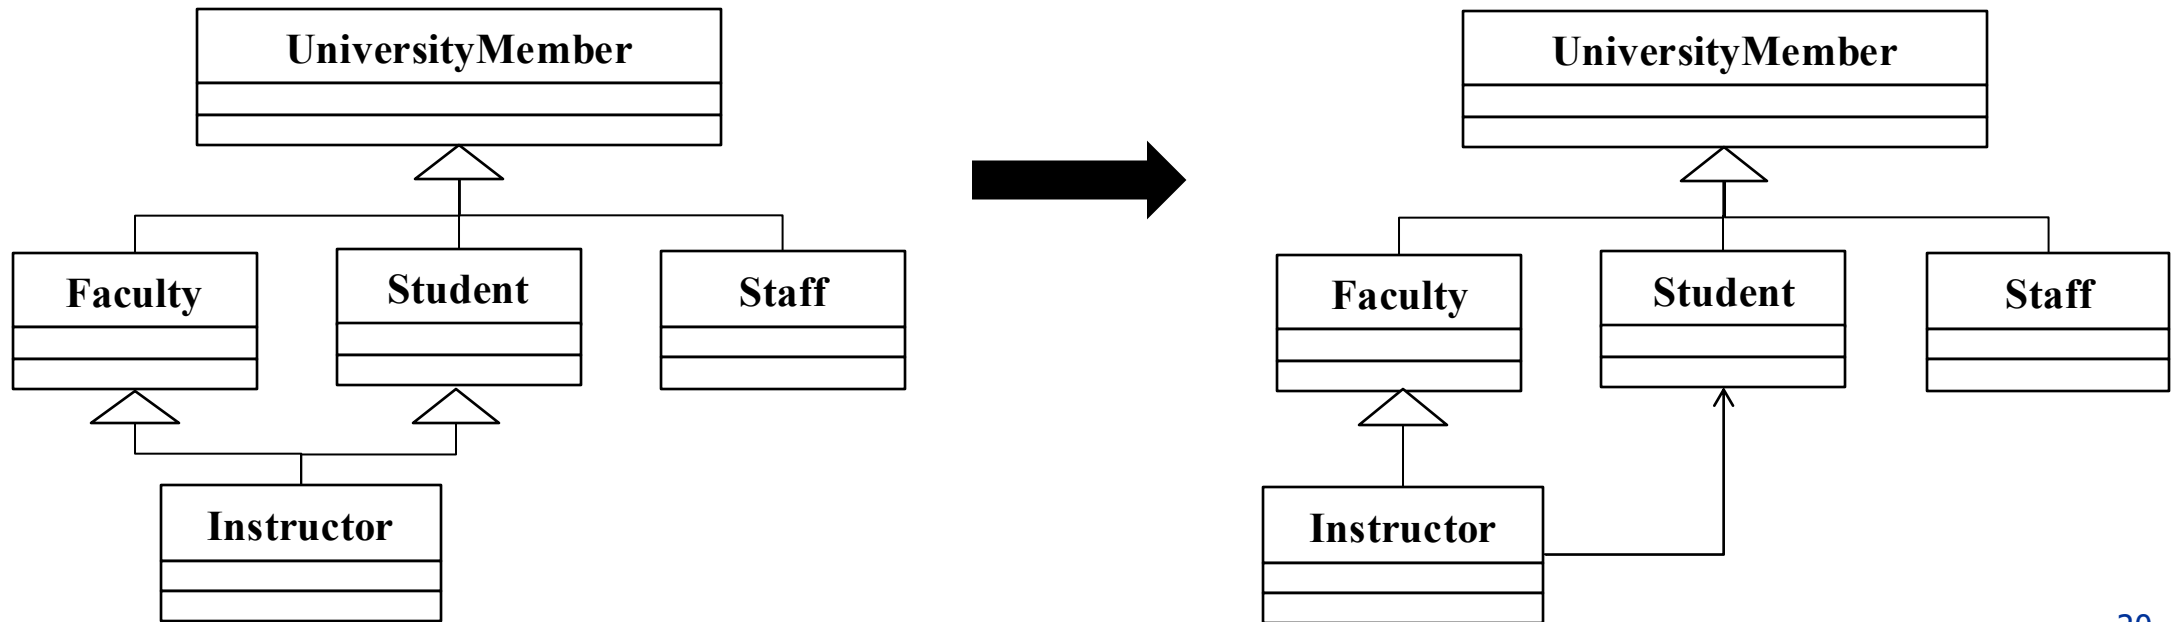 UniversityMember
Faculty
Student
Staff
Instructor
UniversityMember
Faculty
Student
Staff
Instructor